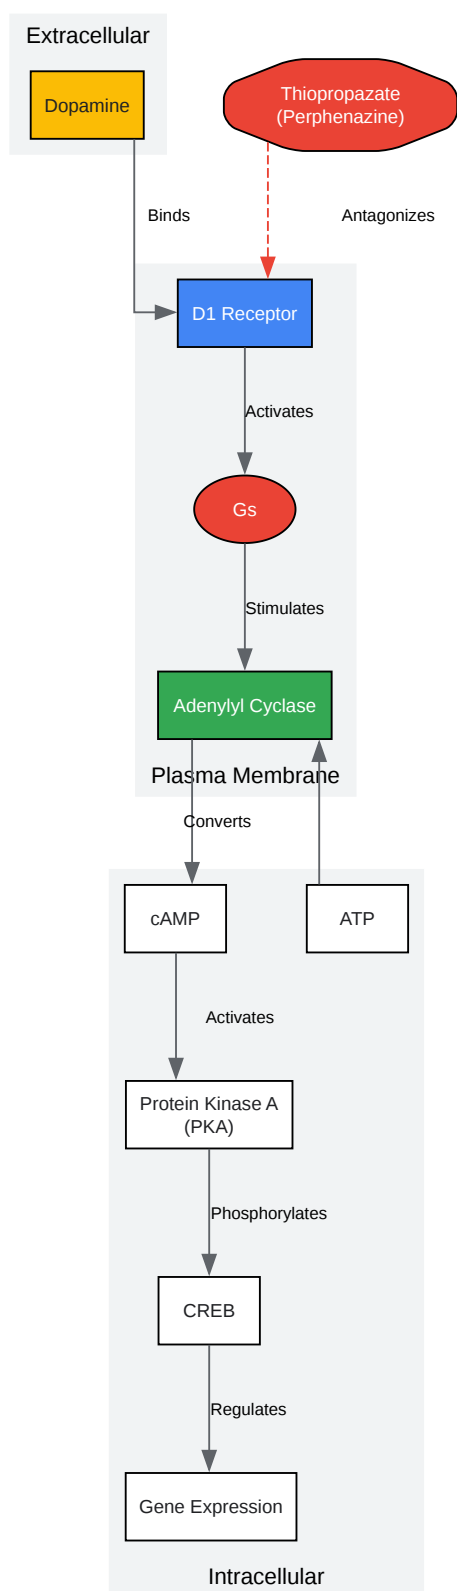 Extracellular
Dopamine
Thiopropazate
(Perphenazine)
Binds
Antagonizes
D1 Receptor
Activates
Gs
Stimulates
Adenylyl Cyclase
Plasma Membrane
Converts
cAMP
ATP
Activates
Protein Kinase A
(PKA)
Phosphorylates
CREB
Regulates
Gene Expression
Intracellular